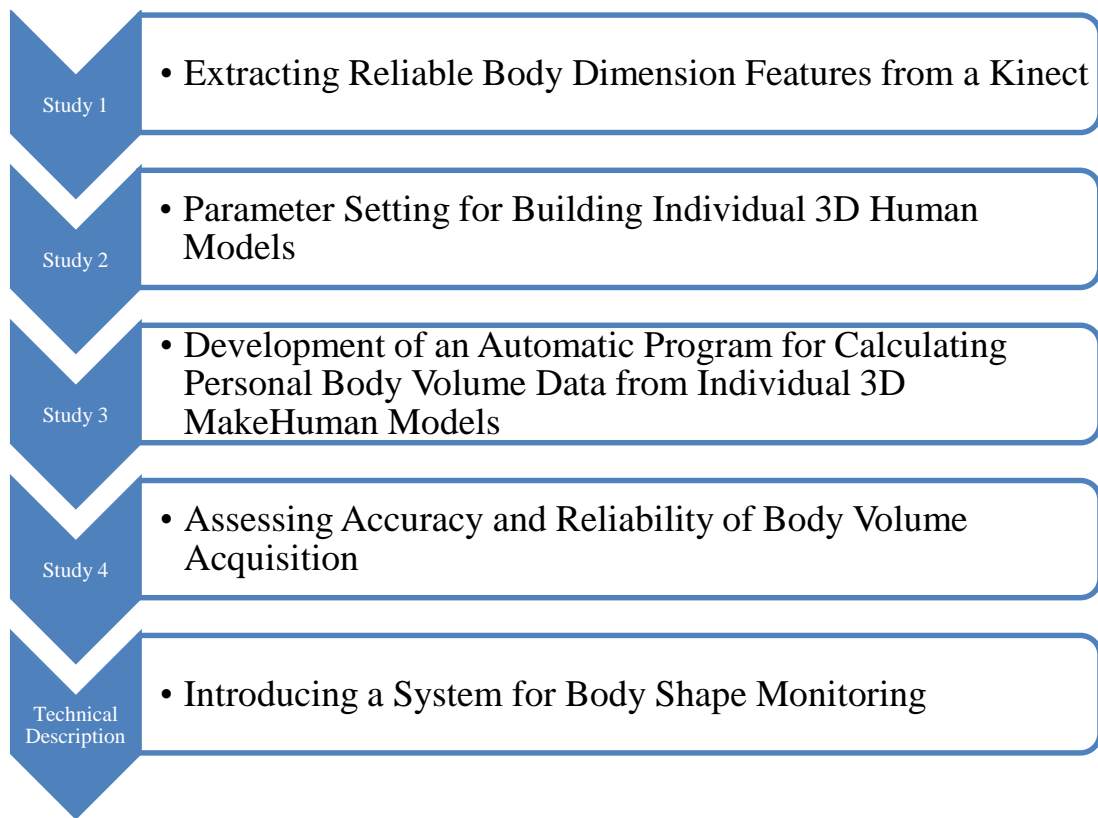 Study 1
• Extracting Reliable Body Dimension Features from a Kinect
Study 2
• Parameter Setting for Building Individual 3D Human
Models
Study 3
• Development of an Automatic Program for Calculating
Personal Body Volume Data from Individual 3D
MakeHuman Models
Study 4
• Assessing Accuracy and Reliability of Body Volume
Acquisition
Technical
Description
• Introducing a System for Body Shape Monitoring